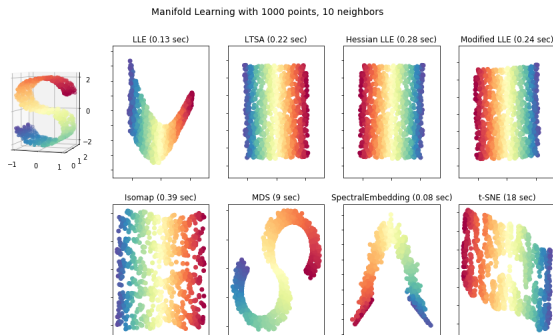 Manifold Learning with 1000 points, 10 neighbors
LLE (0.13 sec)
LTSA (0.22 sec)
Hessian LLE (0.28 sec)
Modified LLE (0.24 sec)
2
0
−2
−1
0
1
0
1
2
Isomap (0.39 sec)
MDS (9 sec)
SpectralEmbedding (0.08 sec)
t-SNE (18 sec)